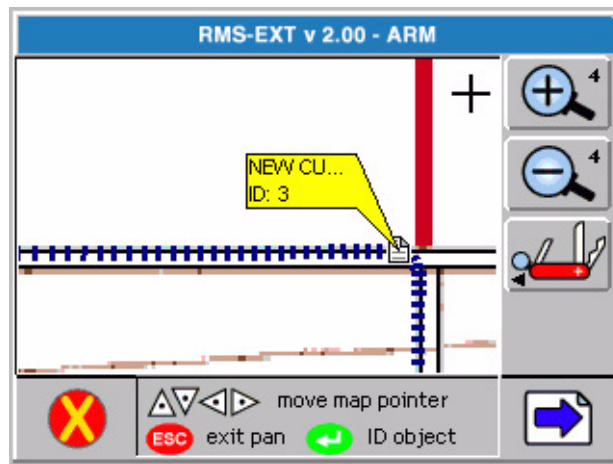 RMS-EXT v 2.00 - ARM
4
NEW CU...
ID: 3
4
move map pointer
ESC exit pan ID object